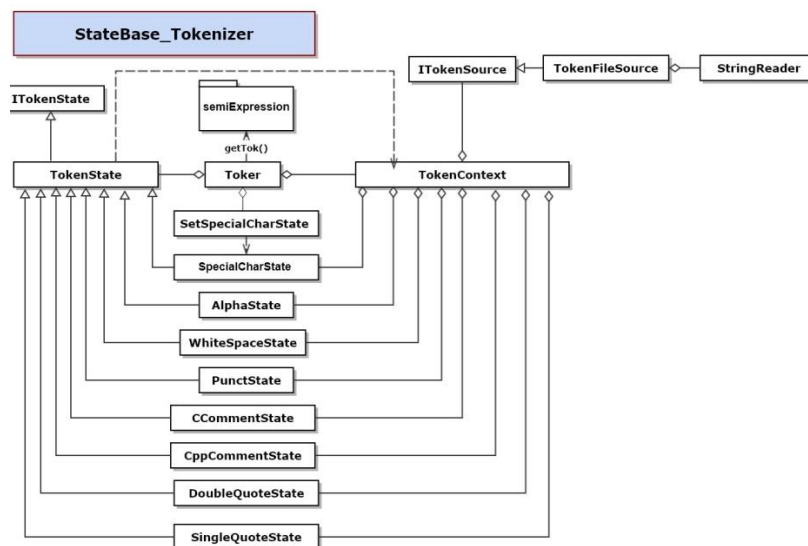 StateBase_Tokenizer
ITokenSource
TokenFileSource
StringReader
ITokenState
semiExpression
getTok()
TokenState
Toker
TokenContext
SetSpecialCharState
SpecialCharState
AlphaState
WhiteSpaceState
PunctState
CCommentState
CppCommentState
DoubleQuoteState
SingleQuoteState